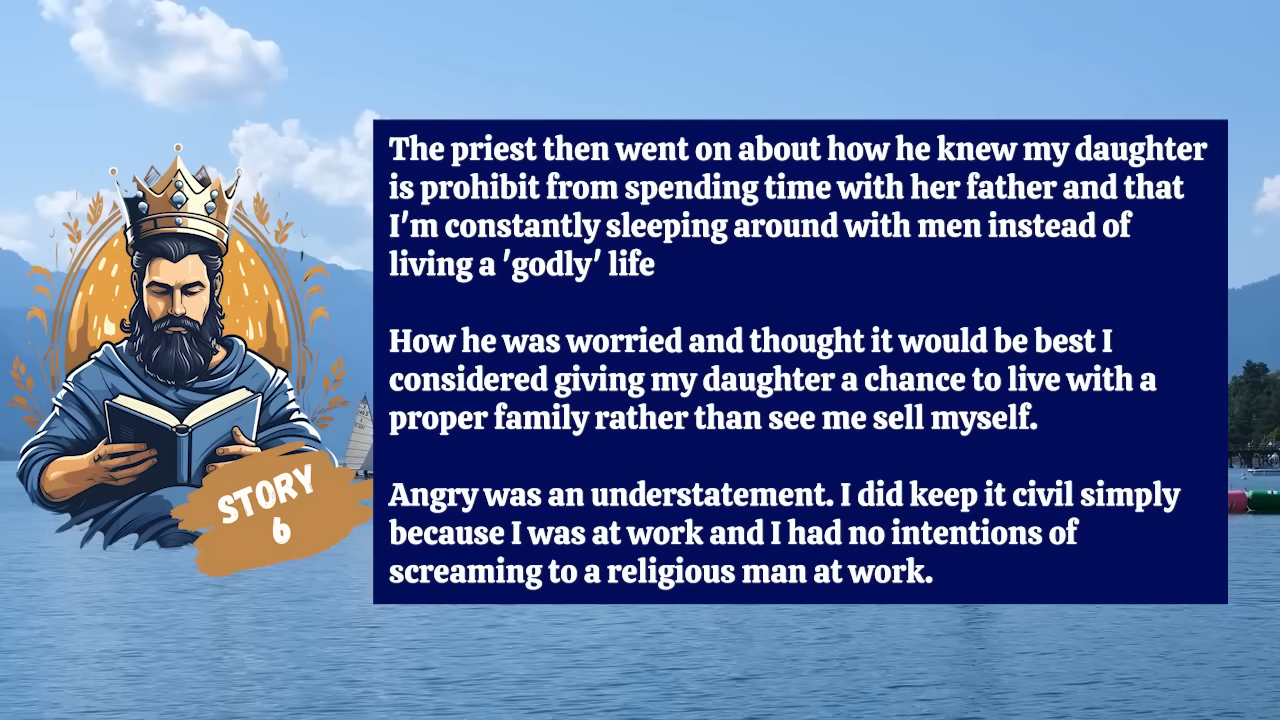 The priest then went on about how he knew my daughter
is prohibit from spending time with her father and that
I'm constantly sleeping around with men instead of
living a 'godly' life
How he was worried and thought it would be best I
considered giving my daughter a chance to live with a
proper family rather than see me sell myself.
Angry was an understatement. I did keep it civil simply
because I was at work and I had no intentions of
screaming to a religious man at work.
STORY
6